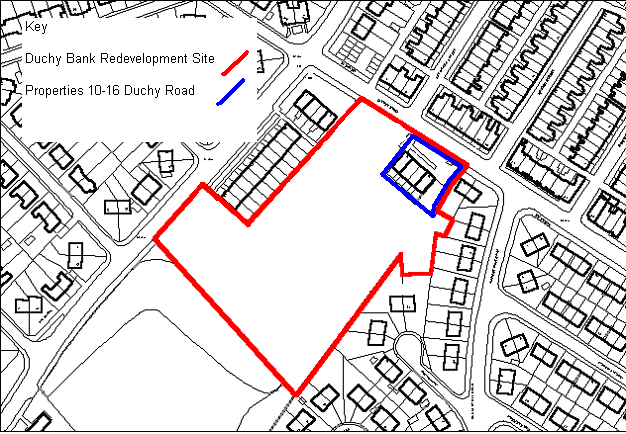 Key
Duchy Bank Redevelopment Site
Properties 10-16 Duchy Road